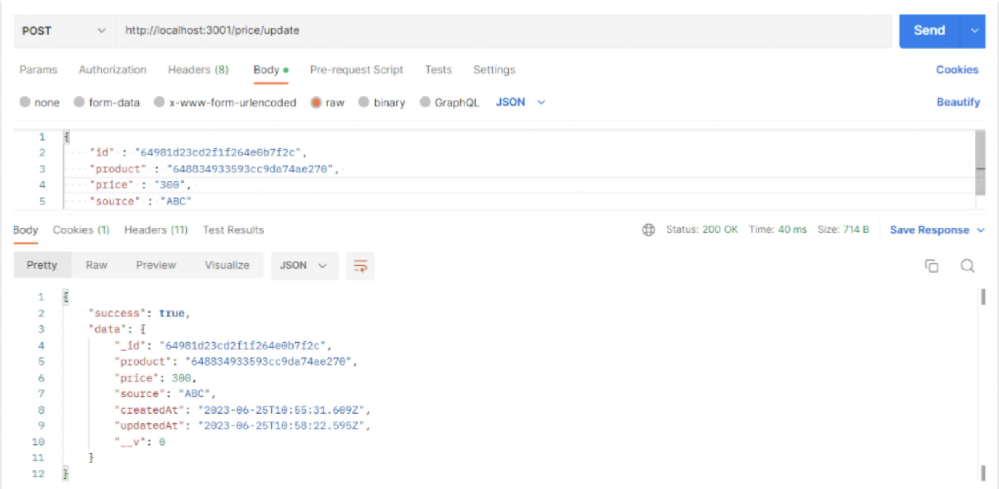 POST http://localhost:3001/price/update Send
Params Authorization Headers (8) Body Pre-request Script Tests Settings Cookies
none form-data x-www-form-urlencoded raw binary GraphQL JSON Beautify
1 {
2 "id" : "64981d23cd2f1f264e0b7f2c",
3 "product" : "648834933593cc9da74ae270",
4 "price" : "300",
5 "source" : "ABC"
Body Cookies (1) Headers (11) Test Results Status: 200 OK Time: 40 ms Size: 714 B Save Response
Pretty Raw Preview Visualize JSON
1 {
2 "success": true,
3 "data": {
4 "_id": "64981d23cd2f1f264e0b7f2c",
5 "product": "648834933593cc9da74ae270",
6 "price": 300,
7 "source": "ABC",
8 "createdAt": "2023-06-25T10:55:31.609Z",
9 "updatedAt": "2023-06-25T10:58:22.595Z",
10 "__v": 0
11 }
12 }